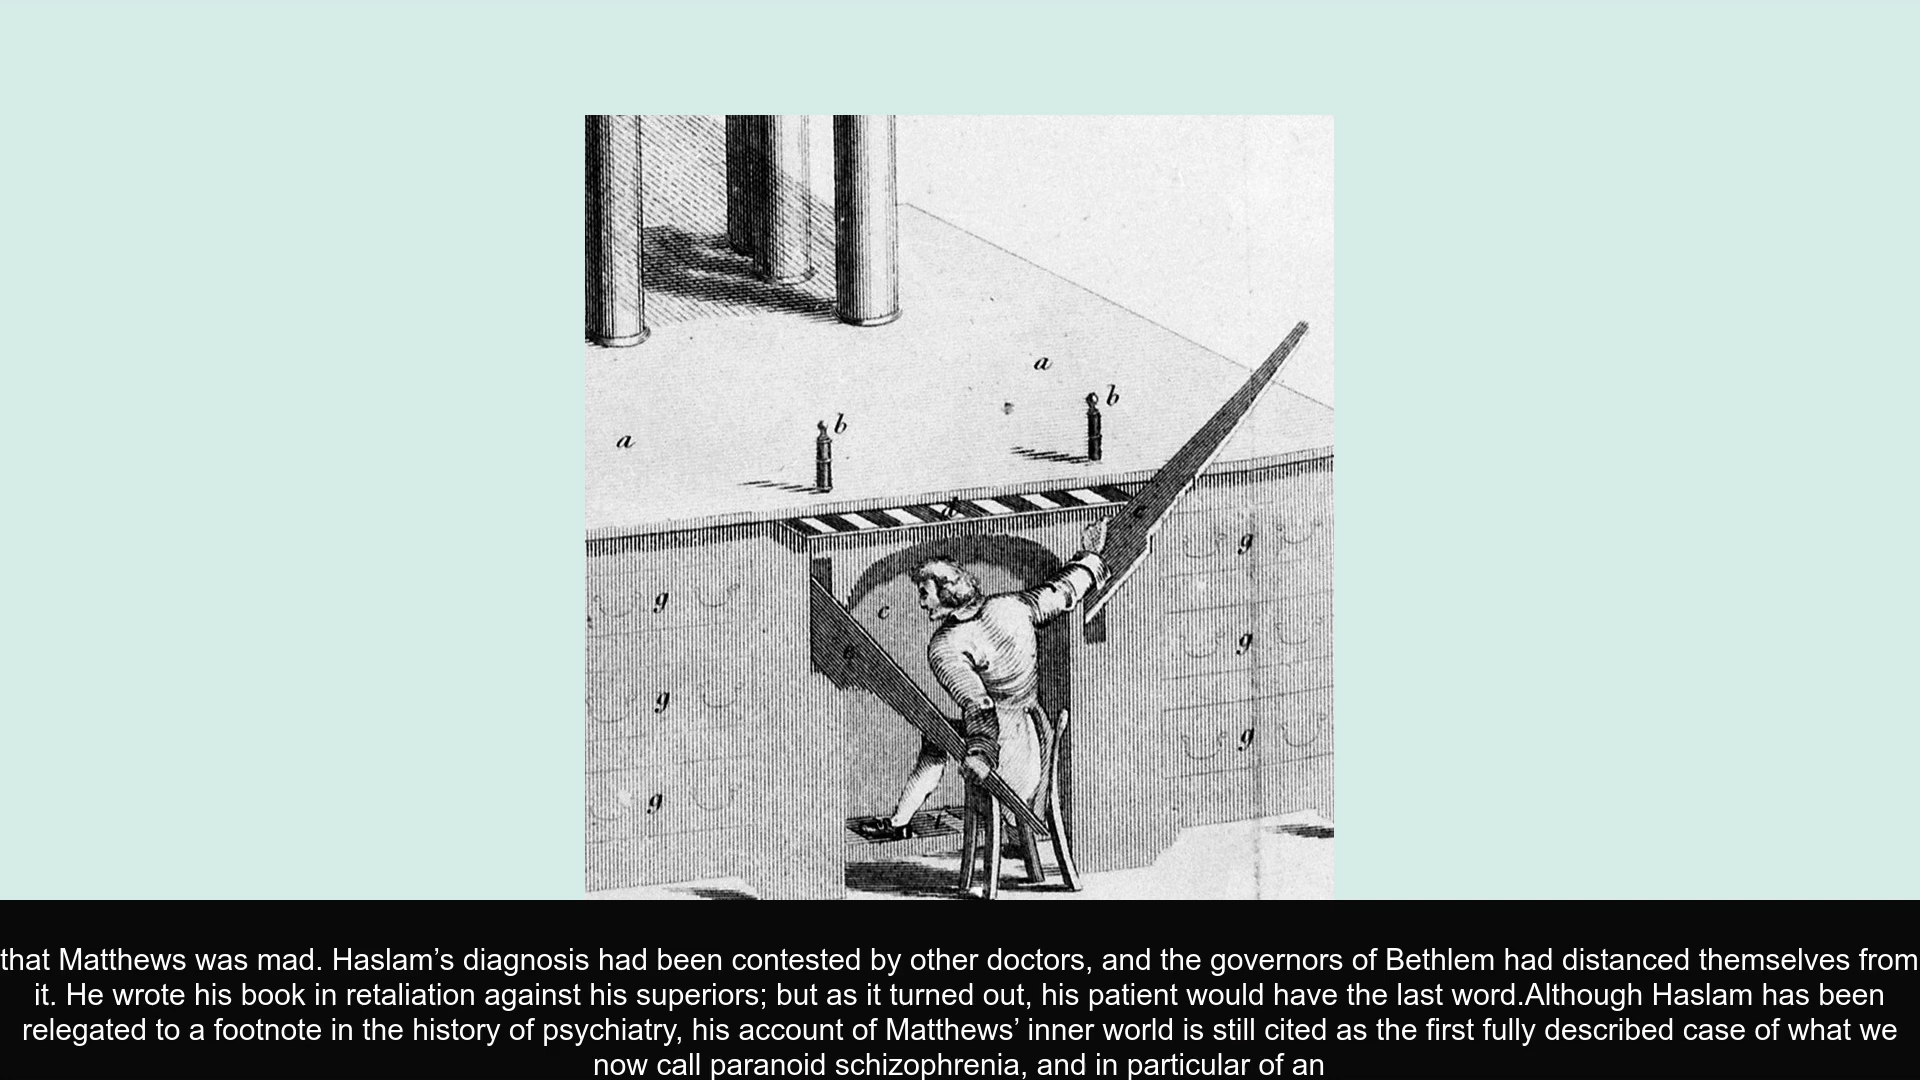 a
b
b
a
d
e
g
g
c
e
g
g
g
g
f
that Matthews was mad. Haslam’s diagnosis had been contested by other doctors, and the governors of Bethlem had distanced themselves from
it. He wrote his book in retaliation against his superiors; but as it turned out, his patient would have the last word.Although Haslam has been
relegated to a footnote in the history of psychiatry, his account of Matthews’ inner world is still cited as the first fully described case of what we
now call paranoid schizophrenia, and in particular of an